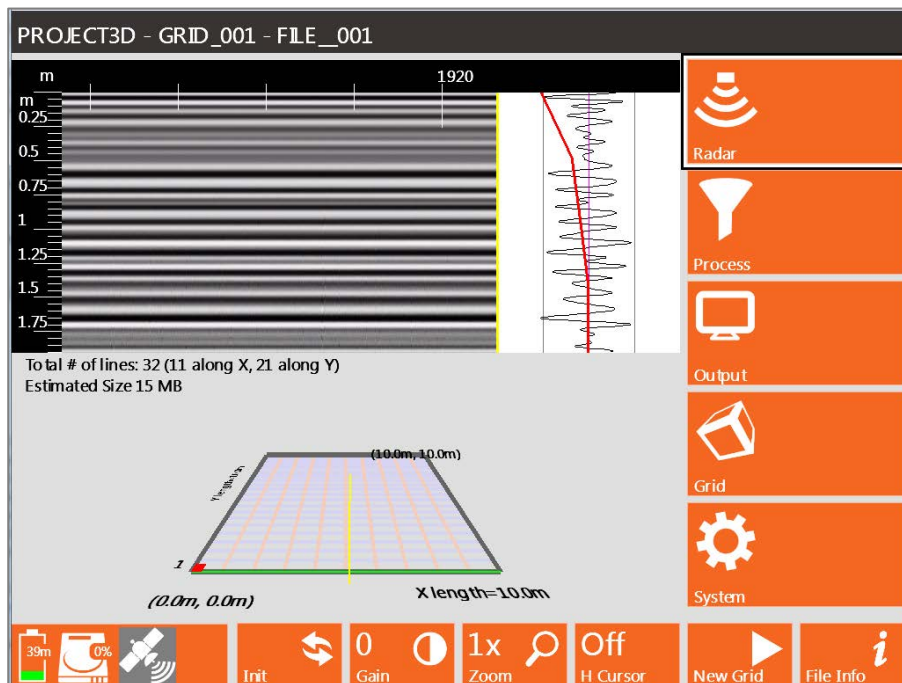 PROJECT3D - GRID_001 - FILE__001
m
1920
m
0.25
0.5
0.75
1
1.25
1.5
1.75
Radar
Process
Output
Grid
System
Total # of lines: 32 (11 along X, 21 along Y)
Estimated Size 15 MB
(10.0m, 10.0m)
1
(0.0m, 0.0m)
X length=10.0m
39m
0%
Init
0
Gain
1x
Zoom
Off
H Cursor
New Grid
i
File Info